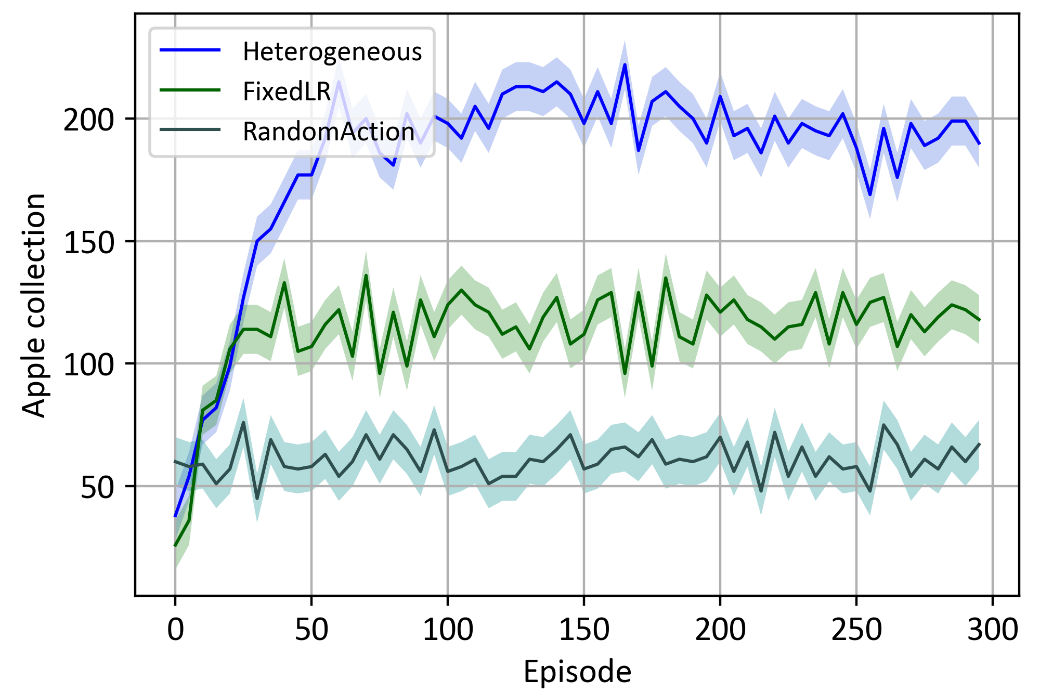 Heterogeneous
FixedLR
RandomAction
200
150
100
50
Apple collection
0 50 100 150 200 250 300
Episode